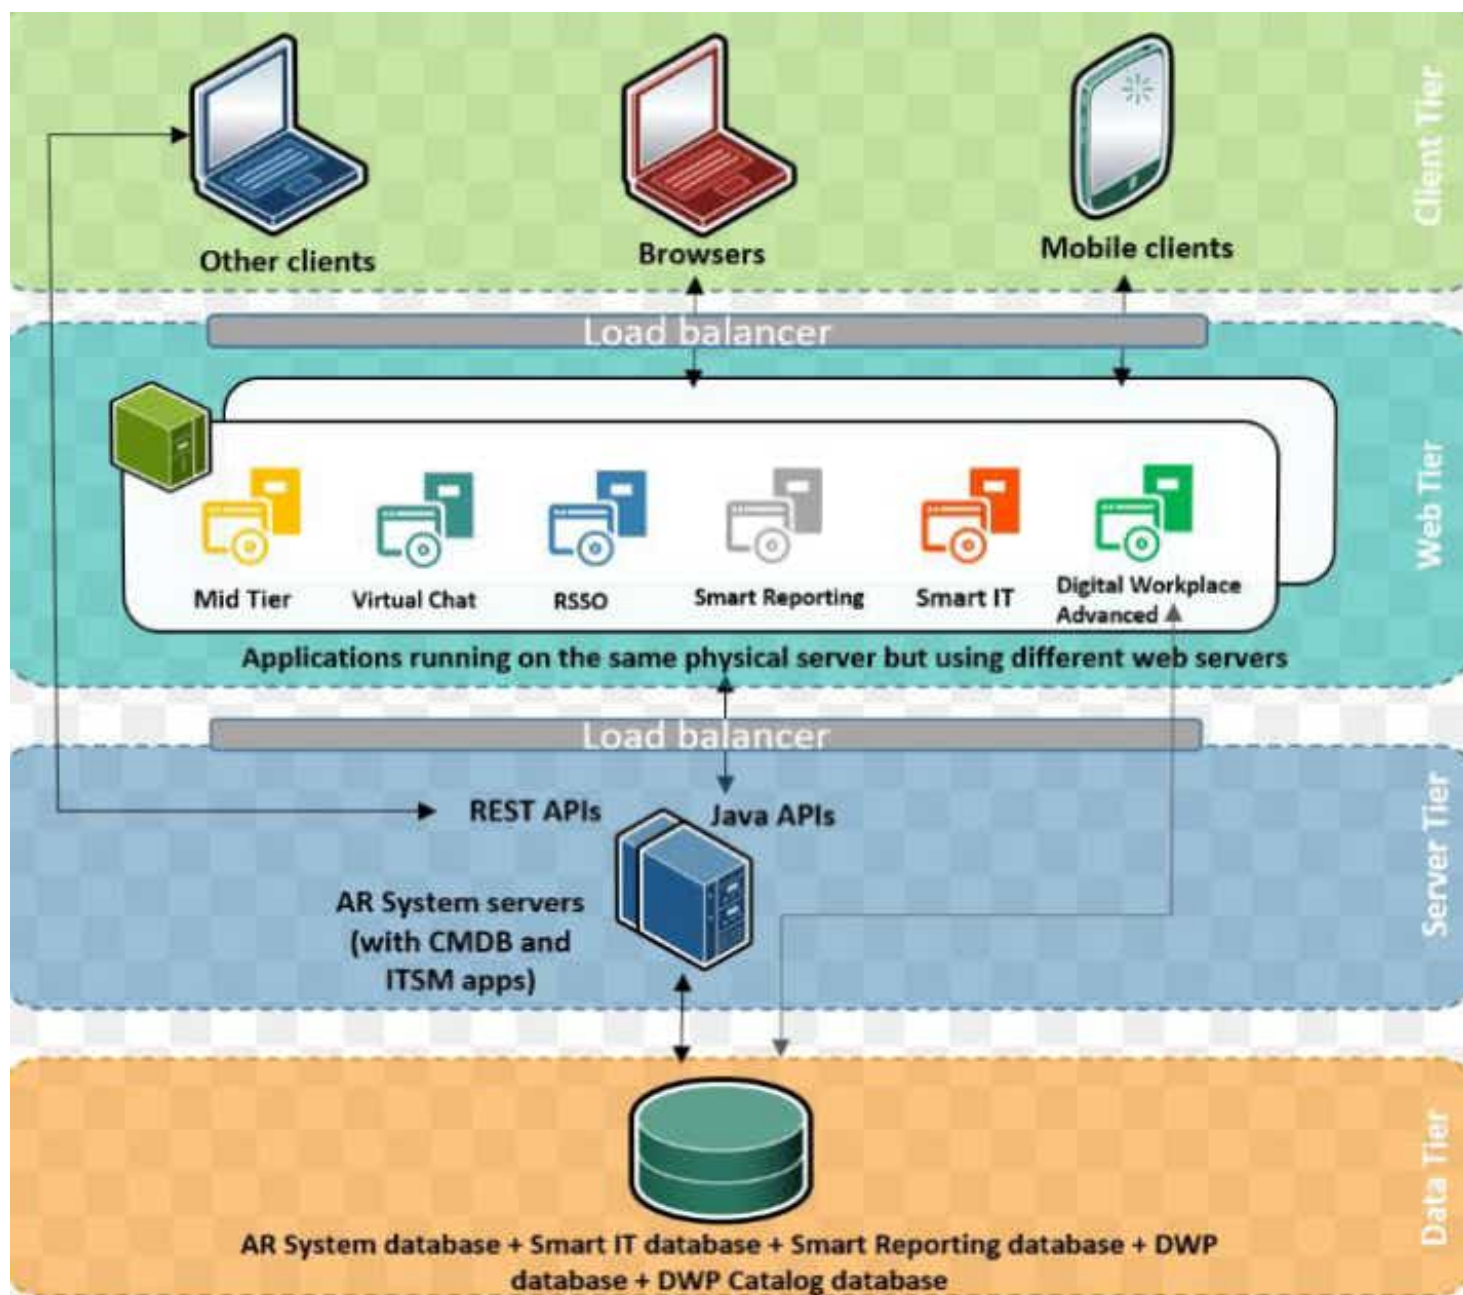 Client Tier
Other clients
Browsers
Mobile clients
Load balancer
Web Tier
Mid Tier
Virtual Chat
RSSO
Smart Reporting
Smart IT
Digital Workplace
Advanced
Applications running on the same physical server but using different web servers
Load balancer
Server Tier
REST APIs
Java APIs
AR System servers
(with CMDB and
ITSM apps)
Data Tier
AR System database + Smart IT database + Smart Reporting database + DWP
database + DWP Catalog database